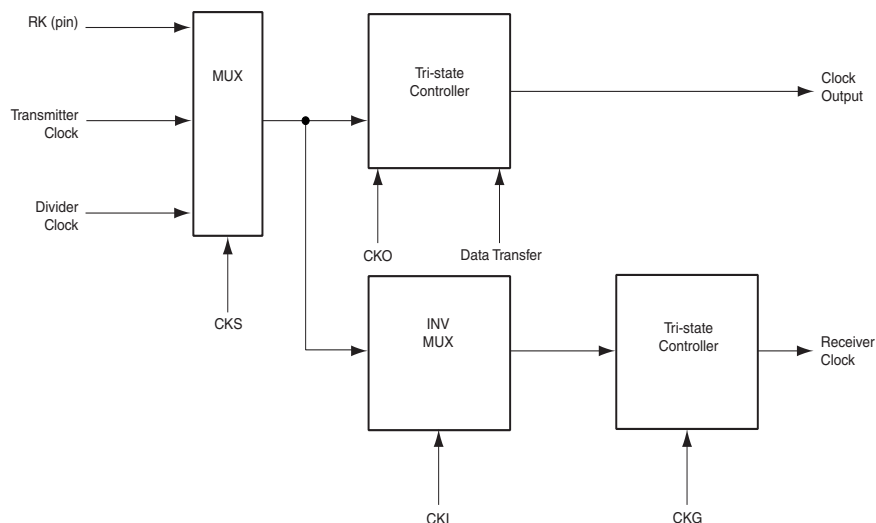 RK (pin)
MUX
Tri-state
Controller
Clock
Output
Transmitter
Clock
Divider
Clock
CKO
Data Transfer
CKS
INV
MUX
Tri-state
Controller
Receiver
Clock
CKI
CKG